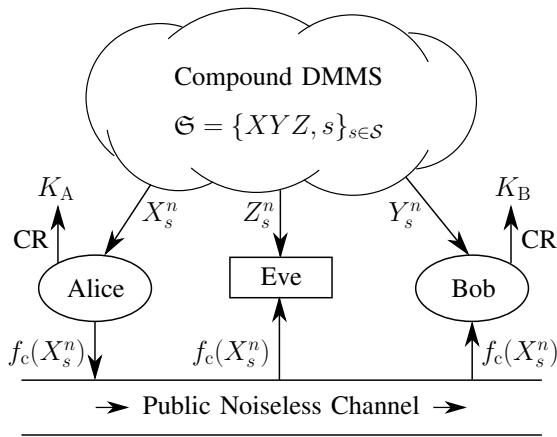 Compound DMMS
𝔖 = {XYZ, s}_{s∈𝒮}
K_A
K_B
X_s^n
Z_s^n
Y_s^n
CR
CR
Alice
Eve
Bob
f_c(X_s^n)
f_c(X_s^n)
f_c(X_s^n)
→ Public Noiseless Channel →